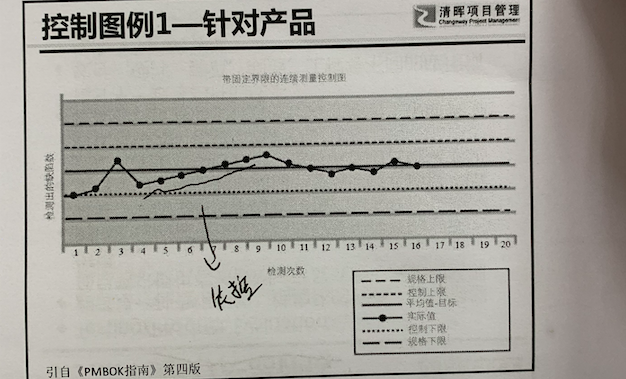 控制图例1—针对产品
清晖项目管理
Changinway Project Management
带固定界限的连续测量控制图
检测出的缺陷数
1 2 3 4 5 6 7 8 9 10 11 12 13 14 15 16 17 18 19 20
检测次数
规格上限
控制上限
平均值-目标
实际值
控制下限
规格下限
引自《PMBOK指南》第四版